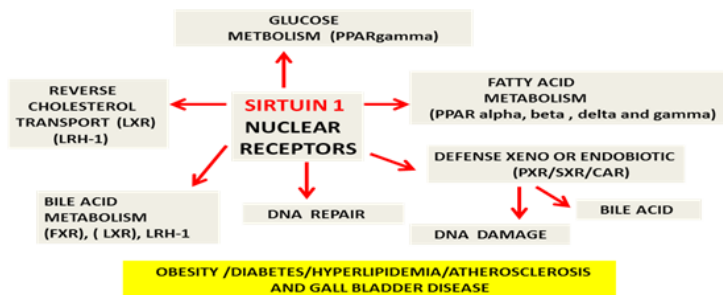 GLUCOSE
METBOLISM (PPARgamma)
REVERSE
CHOLESTEROL
TRANSPORT (LXR)
(LRH-1)
SIRTUIN 1
NUCLEAR
RECEPTORS
FATTY ACID
METABOLISM
(PPAR alpha, beta , delta and gamma)
DEFENSE XENO OR ENDOBIOTIC
(PXR/SXR/CAR)
BILE ACID
METABOLISM
(FXR), ( LXR), LRH-1
DNA REPAIR
BILE ACID
DNA DAMAGE
OBESITY /DIABETES/HYPERLIPIDEMIA/ATHEROSCLEROSIS
AND GALL BLADDER DISEASE